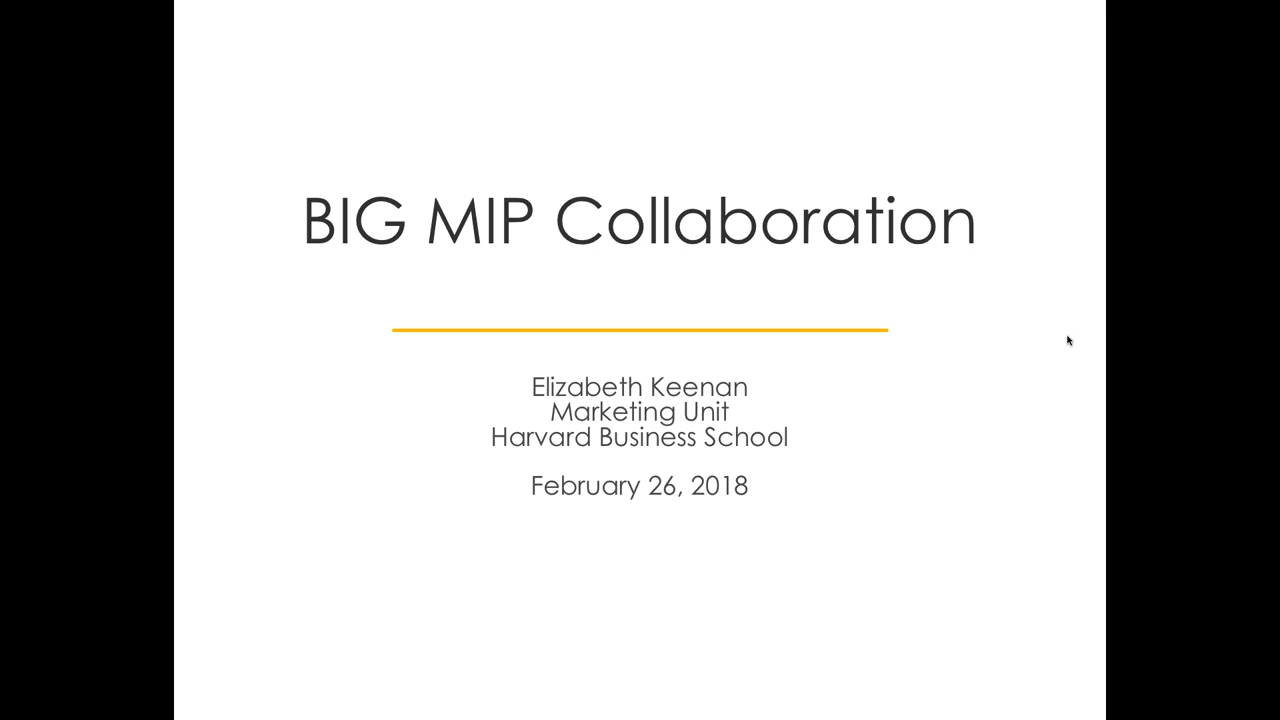 BIG MIP Collaboration
Elizabeth Keenan
Marketing Unit
Harvard Business School
February 26, 2018